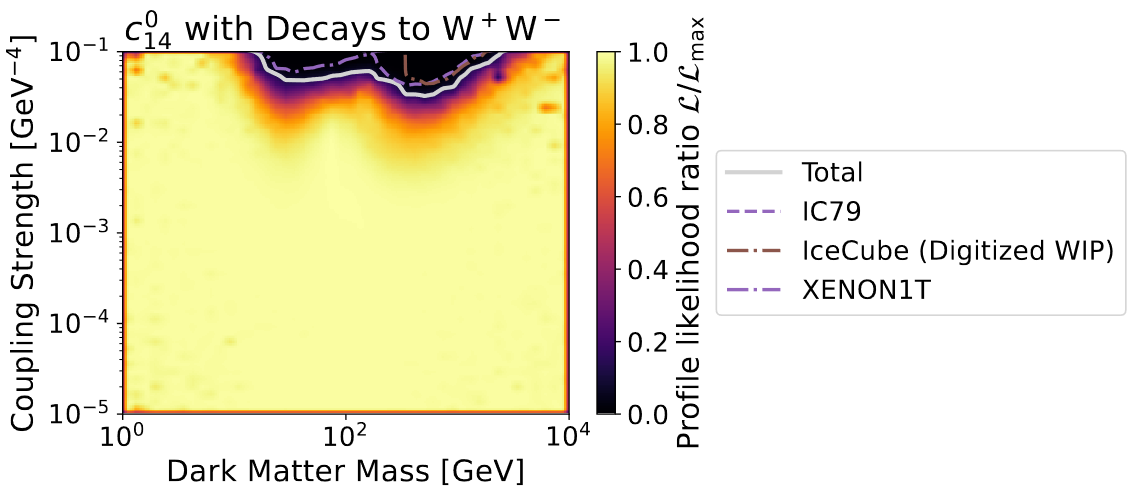 c⁰₁₄ with Decays to W⁺W⁻
Coupling Strength [GeV⁻⁴]
10⁻¹
10⁻²
10⁻³
10⁻⁴
10⁻⁵
10⁰
10²
10⁴
Dark Matter Mass [GeV]
1.0
0.8
0.6
0.4
0.2
0.0
Profile likelihood ratio ℒ/ℒmax
Total
IC79
IceCube (Digitized WIP)
XENON1T